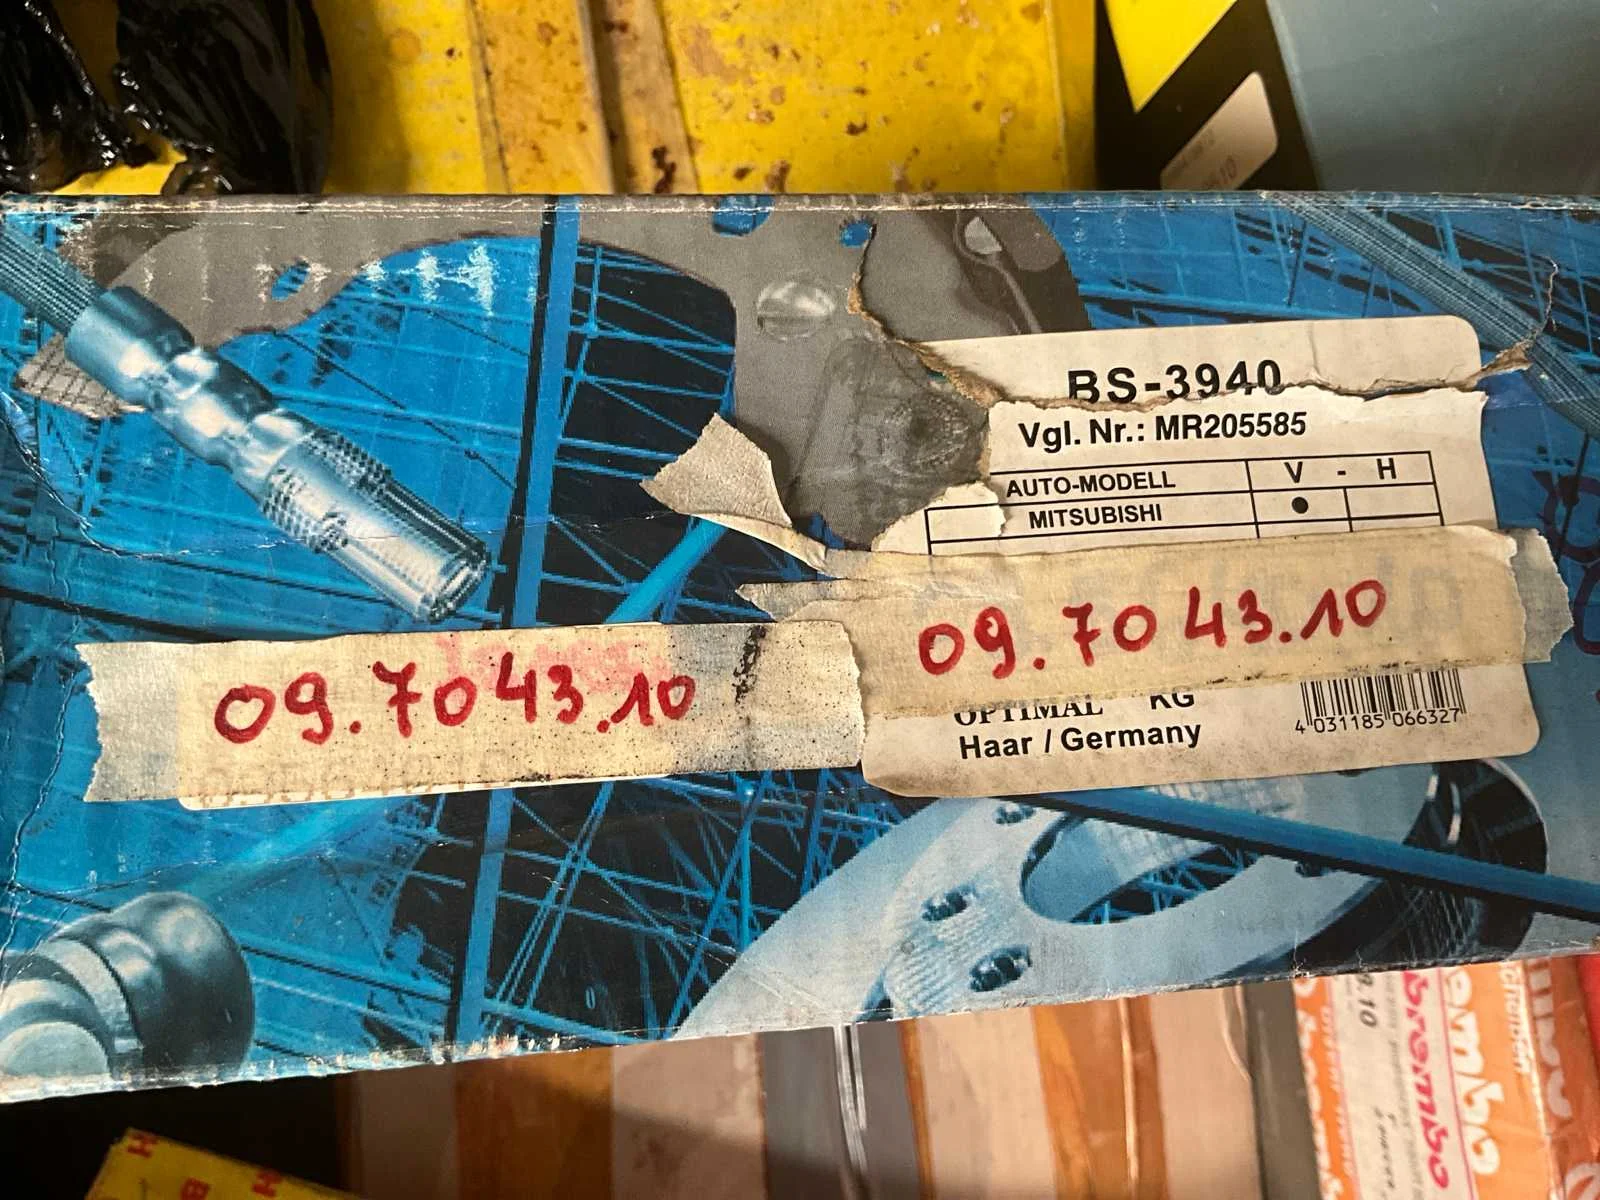 BS-3940
Vgl. Nr.: MR205585
AUTO-MODELL V - H
MITSUBISHI ●
09.7043.10
09.7043.10
OPTIMAL KG
Haar / Germany
4 031185 066327
brembo